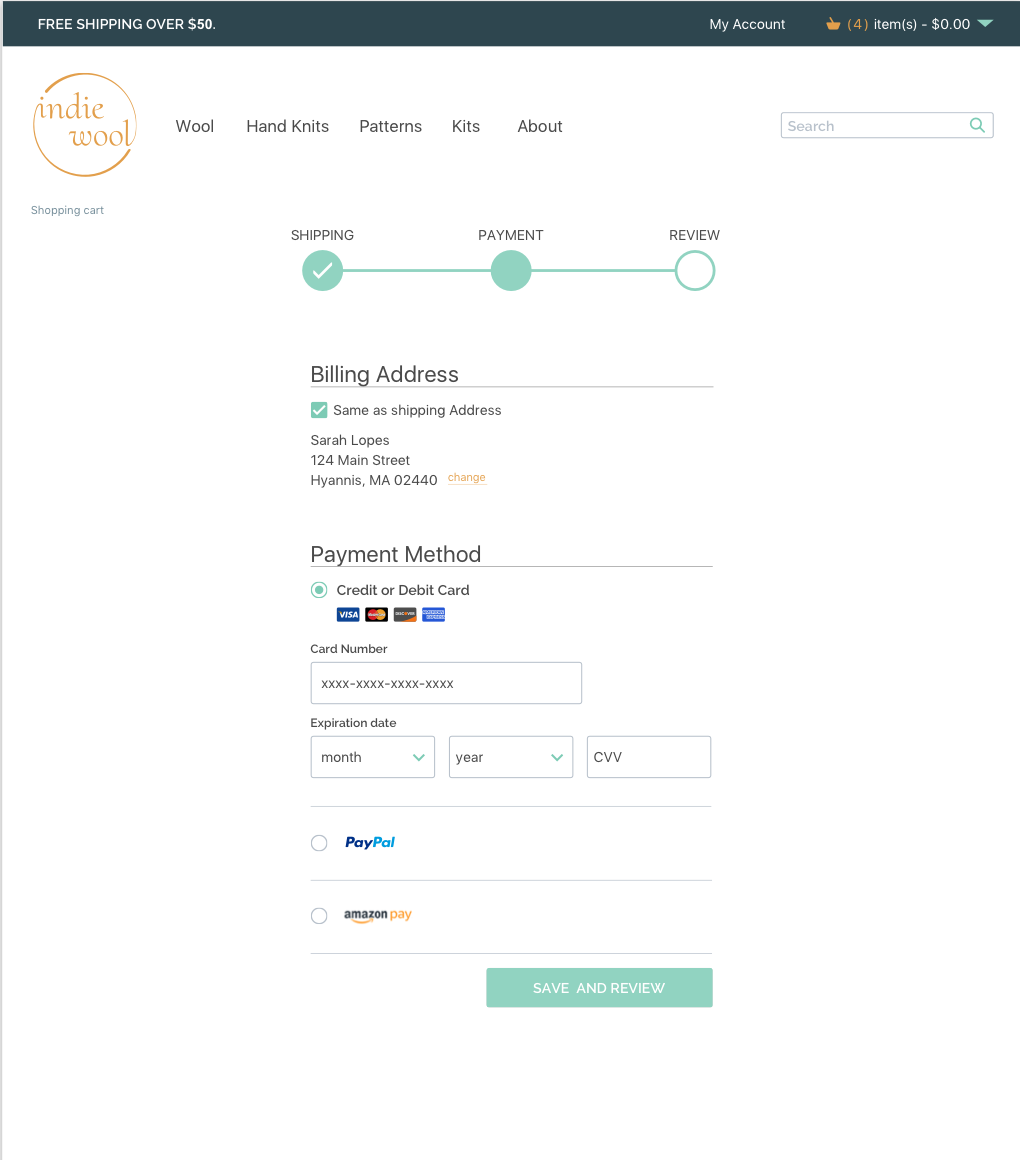 FREE SHIPPING OVER $50.
My Account
(4) item(s) - $0.00
indie
wool
Wool
Hand Knits
Patterns
Kits
About
Search
Shopping cart
SHIPPING
PAYMENT
REVIEW
Billing Address
Same as shipping Address
Sarah Lopes
124 Main Street
Hyannis, MA 02440
change
Payment Method
Credit or Debit Card
VISA
DISCOVER
AMERICAN
EXPRESS
Card Number
xxxx-xxxx-xxxx-xxxx
Expiration date
month
year
CVV
PayPal
amazon pay
SAVE AND REVIEW